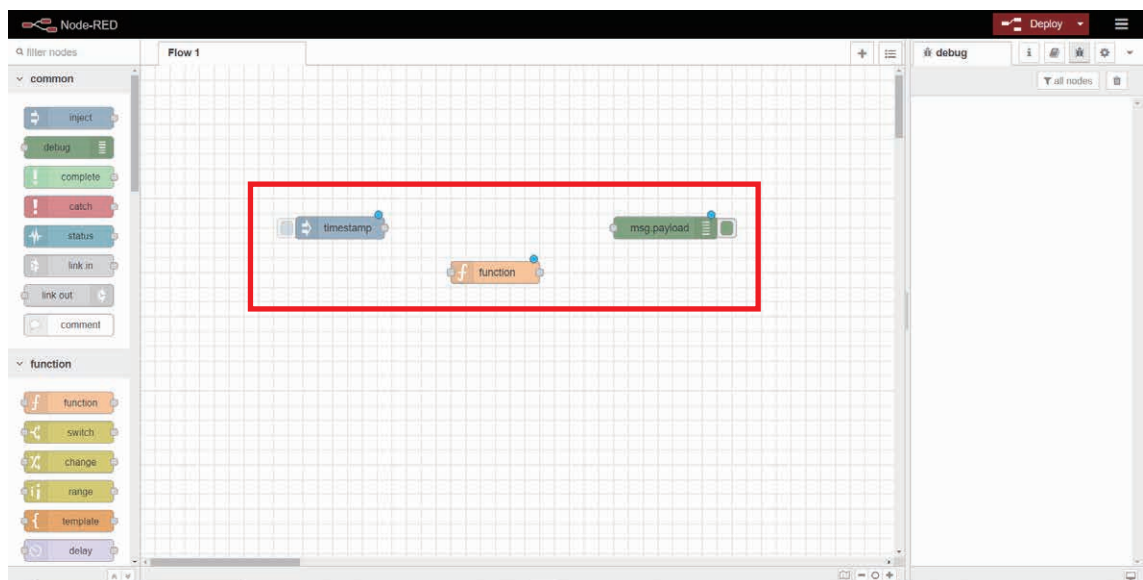 Node-RED
Deploy
filter nodes
Flow 1
debug
i
all nodes
common
inject
debug
complete
catch
status
link in
link out
comment
function
function
switch
change
range
template
delay
timestamp
function
msg.payload